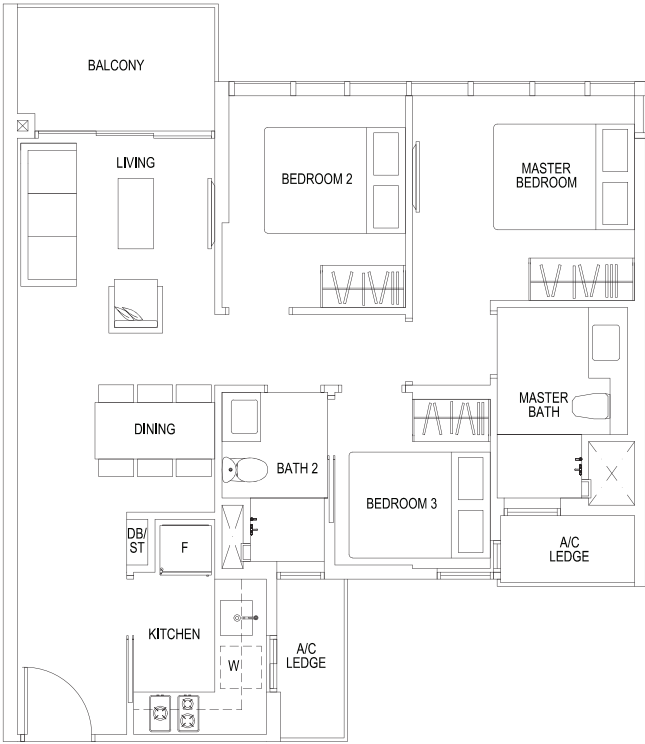 BALCONY
LIVING
BEDROOM 2
MASTER
BEDROOM
DINING
BATH 2
MASTER
BATH
BEDROOM 3
DB/
ST
F
A/C
LEDGE
KITCHEN
W
A/C
LEDGE